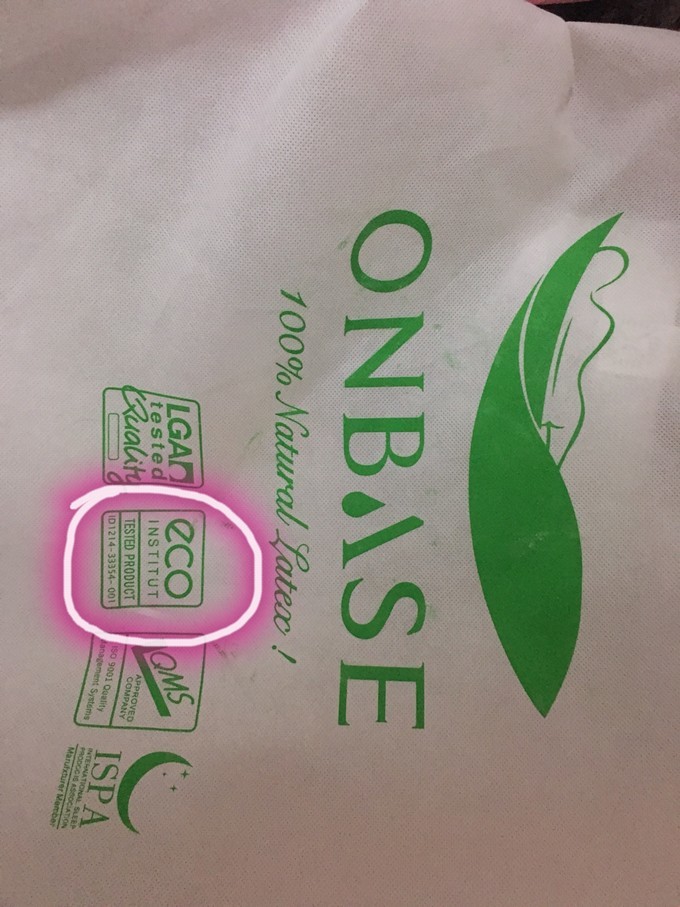 ONBASE
100% Natural Latex!
LGA
tested
Quality
eco
INSTITUT
TESTED PRODUCT
ID1214-33354-001
QMS
APPROVED
COMPANY
ISO 9001 Quality
Management Systems
ISPA
INTERNATIONAL SLEEP
PRODUCTS ASSOCIATION
Manufacturer Member